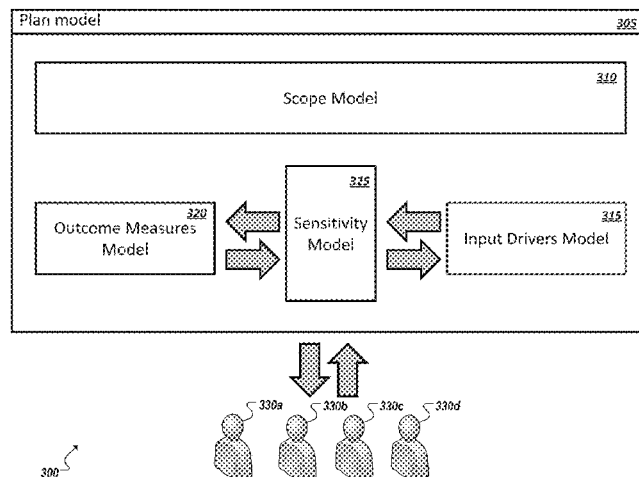 Plan model
305
310
Scope Model
325
320
315
Sensitivity
Model
Outcome Measures
Model
Input Drivers Model
330a
330b
330c
330d
300